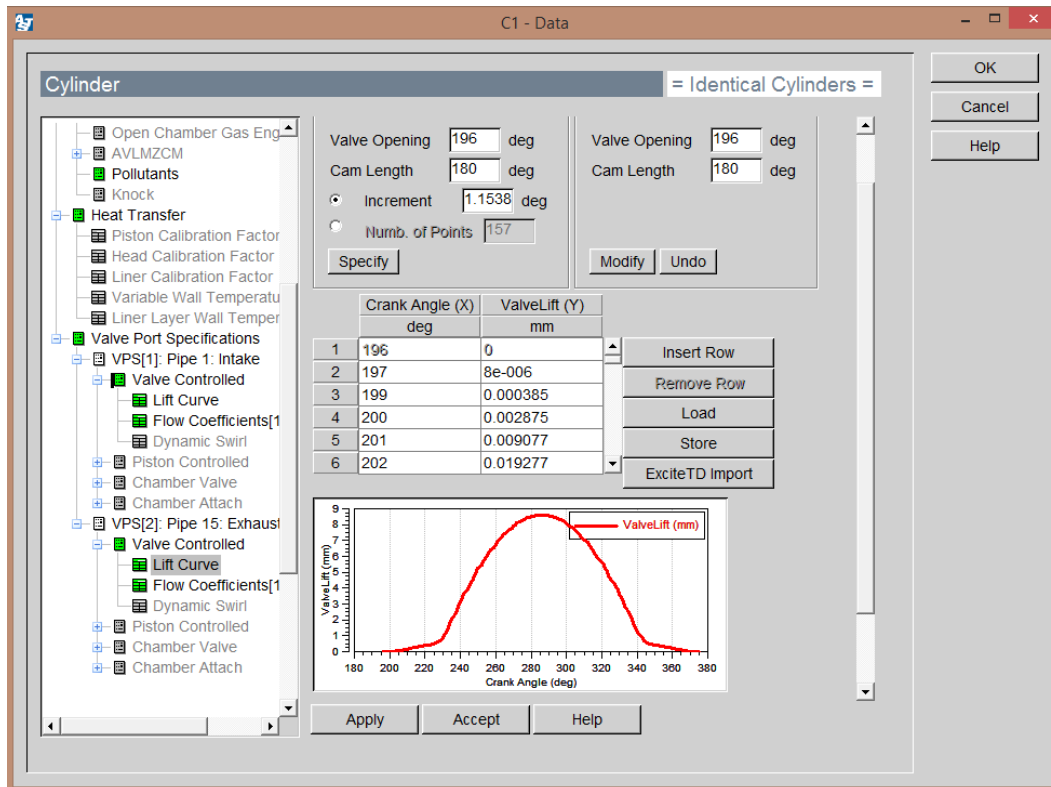 C1 - Data
Cylinder
= Identical Cylinders =
OK
Cancel
Help
Open Chamber Gas Eng
AVLMZCM
Pollutants
Knock
Heat Transfer
Piston Calibration Factor
Head Calibration Factor
Liner Calibration Factor
Variable Wall Temperatu
Liner Layer Wall Temper
Valve Port Specifications
VPS[1]: Pipe 1: Intake
Valve Controlled
Lift Curve
Flow Coefficients[1
Dynamic Swirl
Piston Controlled
Chamber Valve
Chamber Attach
VPS[2]: Pipe 15: Exhaust
Valve Controlled
Lift Curve
Flow Coefficients[1
Dynamic Swirl
Piston Controlled
Chamber Valve
Chamber Attach
Valve Opening 196 deg
Cam Length 180 deg
Increment 1.1538 deg
Numb. of Points 157
Specify
Valve Opening 196 deg
Cam Length 180 deg
Modify Undo
Crank Angle (X) ValveLift (Y)
deg mm
1 196 0
2 197 8e-006
3 199 0.000385
4 200 0.002875
5 201 0.009077
6 202 0.019277
Insert Row
Remove Row
Load
Store
ExciteTD Import
ValveLift (mm)
9
8
7
6
5
4
3
2
1
0
ValveLift (mm)
180 200 220 240 260 280 300 320 340 360 380
Crank Angle (deg)
Apply Accept Help